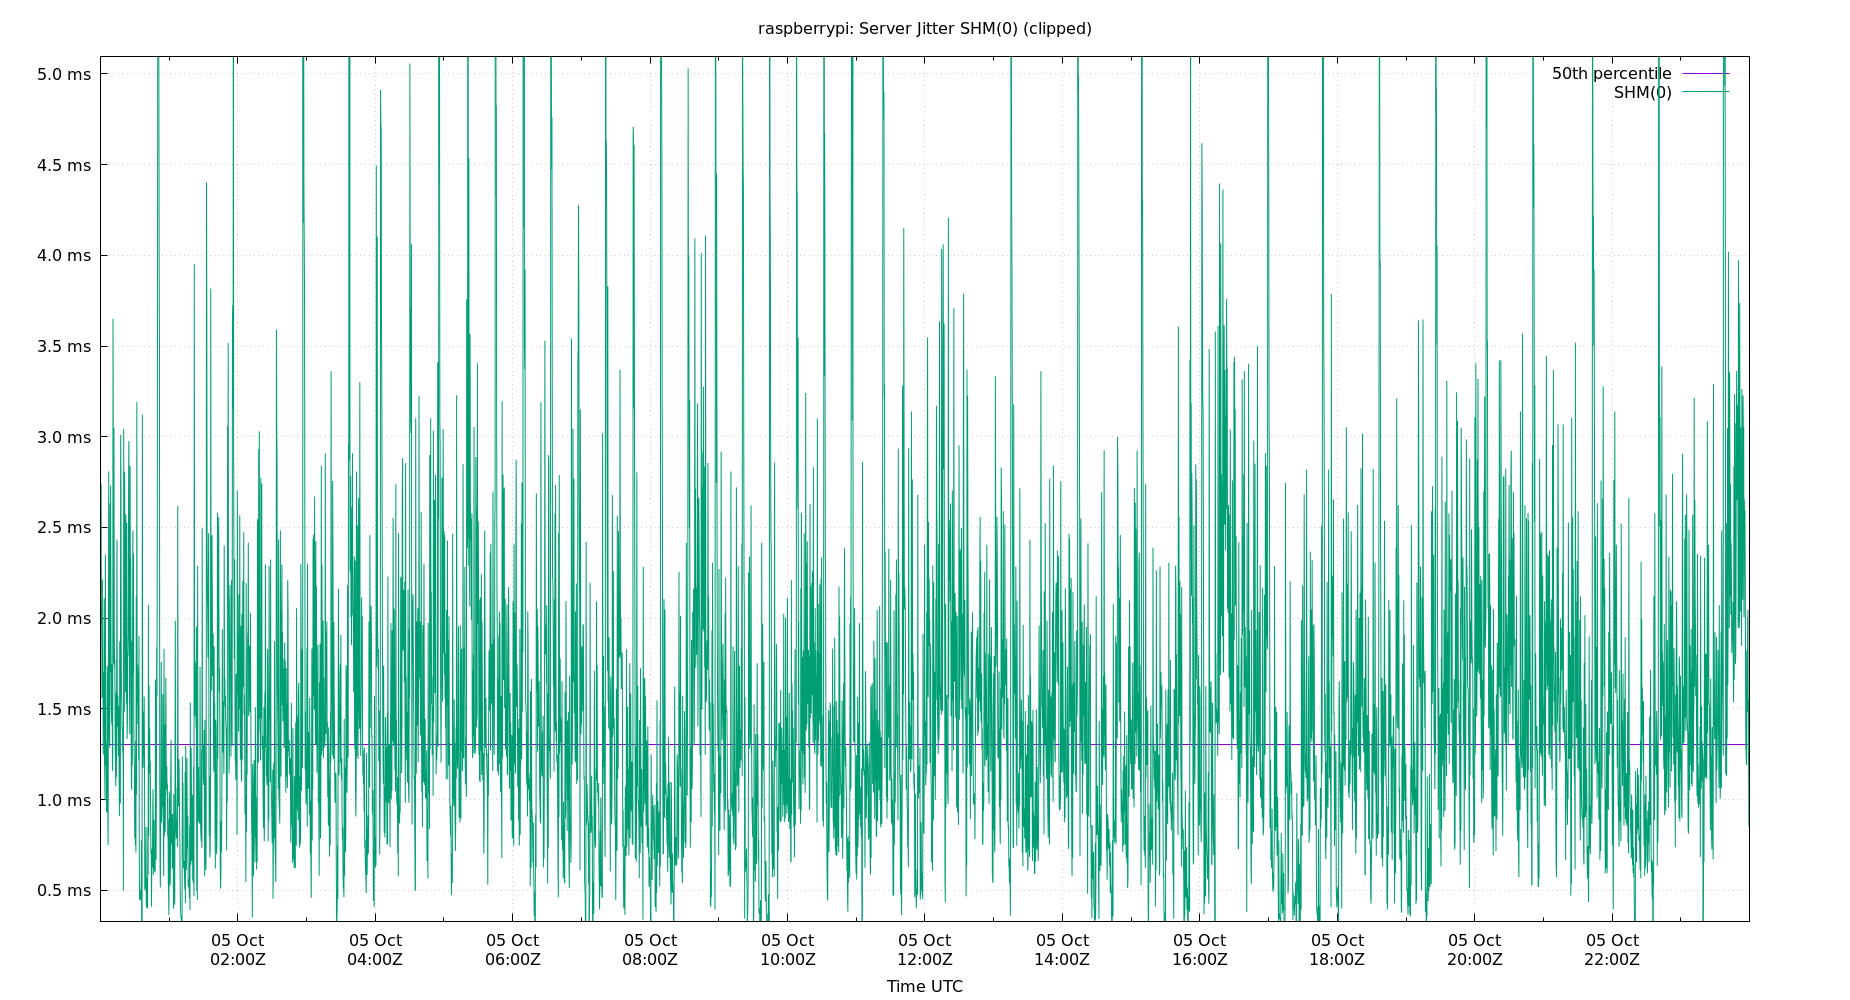 raspberrypi: Server Jitter SHM(0) (clipped)
5.0 ms
50th percentile
SHM(0)
4.5 ms
4.0 ms
3.5 ms
3.0 ms
2.5 ms
2.0 ms
1.5 ms
1.0 ms
0.5 ms
05 Oct 05 Oct 05 Oct 05 Oct 05 Oct 05 Oct 05 Oct 05 Oct 05 Oct 05 Oct 05 Oct
02:00Z 04:00Z 06:00Z 08:00Z 10:00Z 12:00Z 14:00Z 16:00Z 18:00Z 20:00Z 22:00Z
Time UTC